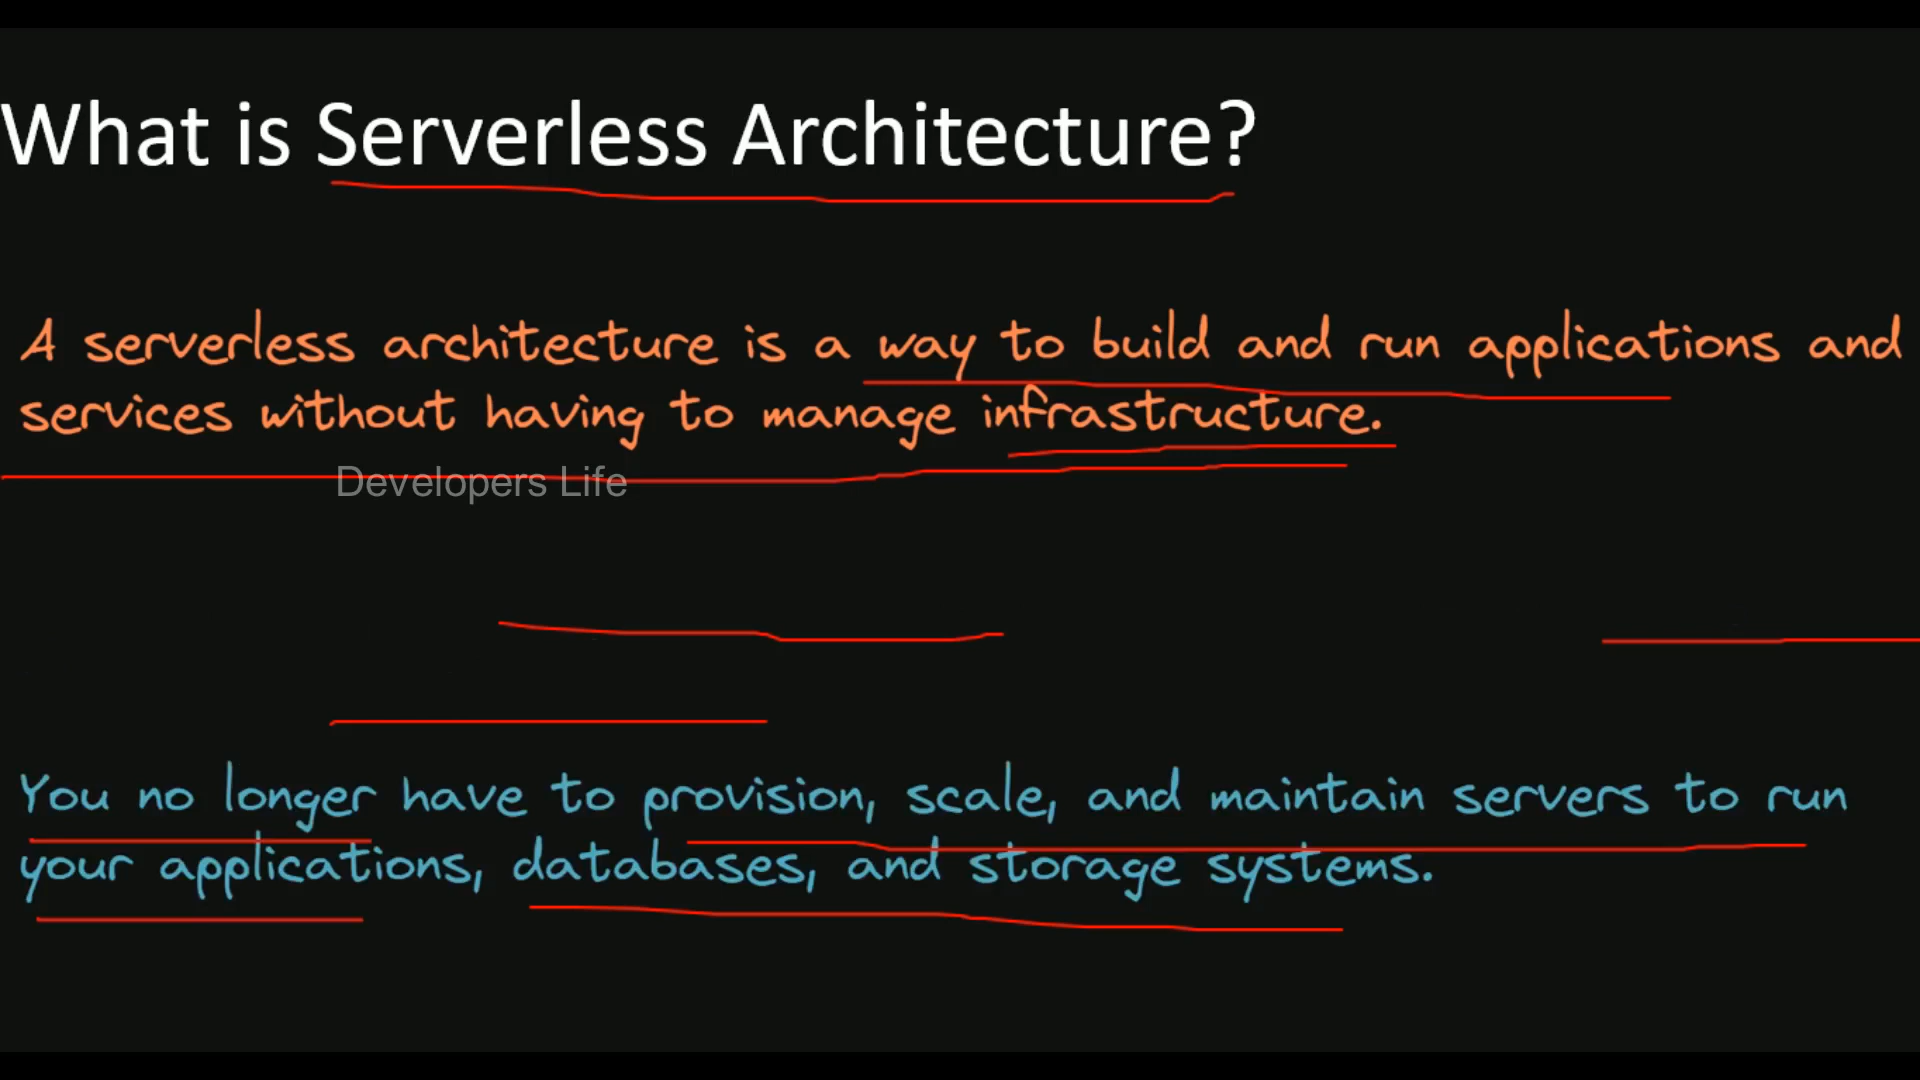 What is Serverless Architecture?
A serverless architecture is a way to build and run applications and
services without having to manage infrastructure.
Developers Life
You no longer have to provision, scale, and maintain servers to run
your applications, databases, and storage systems.